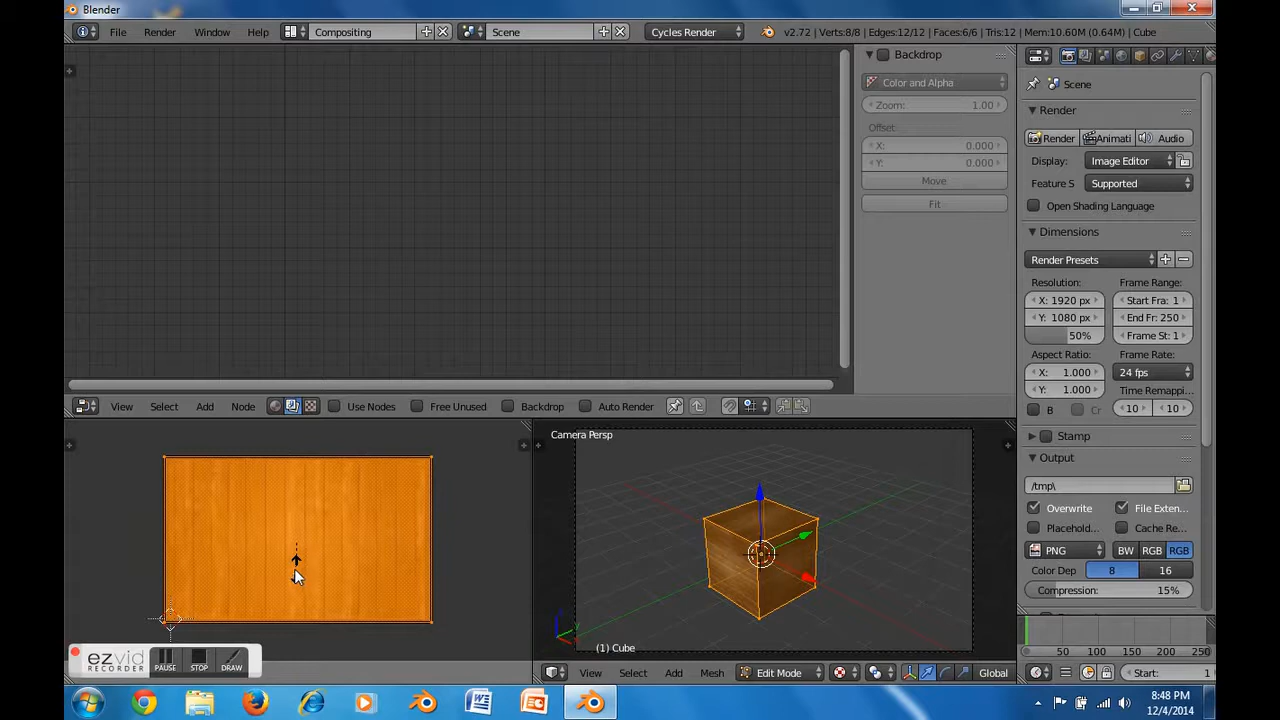 Blender
File Render Window Help Compositing Scene Cycles Render v2.72 | Verts:8/8 | Edges:12/12 | Faces:6/6 | Tris:12 | Mem:10.60M (0.64M) | Cube
Backdrop
Color and Alpha
Zoom: 1.00
Offset:
X: 0.000
Y: 0.000
Move
Fit
Scene
Render
Render Animati Audio
Display: Image Editor
Feature S Supported
Open Shading Language
Dimensions
Render Presets
Resolution: Frame Range:
X: 1920 px Start Fra: 1
Y: 1080 px End Fr: 250
50% Frame St: 1
Aspect Ratio: Frame Rate:
X: 1.000 24 fps
Y: 1.000 Time Remappi
B Cr 10 10
Stamp
Output
/tmp\
Overwrite File Exten...
Placehold... Cache Re...
PNG BW RGB RGB
Color Dep 8 16
Compression: 15%
View Select Add Node Use Nodes Free Unused Backdrop Auto Render
Camera Persp
(1) Cube
View Select Add Mesh Edit Mode Global
50 100 150 200 250
Start: 1
ezvid
RECORDER
PAUSE STOP DRAW
8:48 PM
12/4/2014